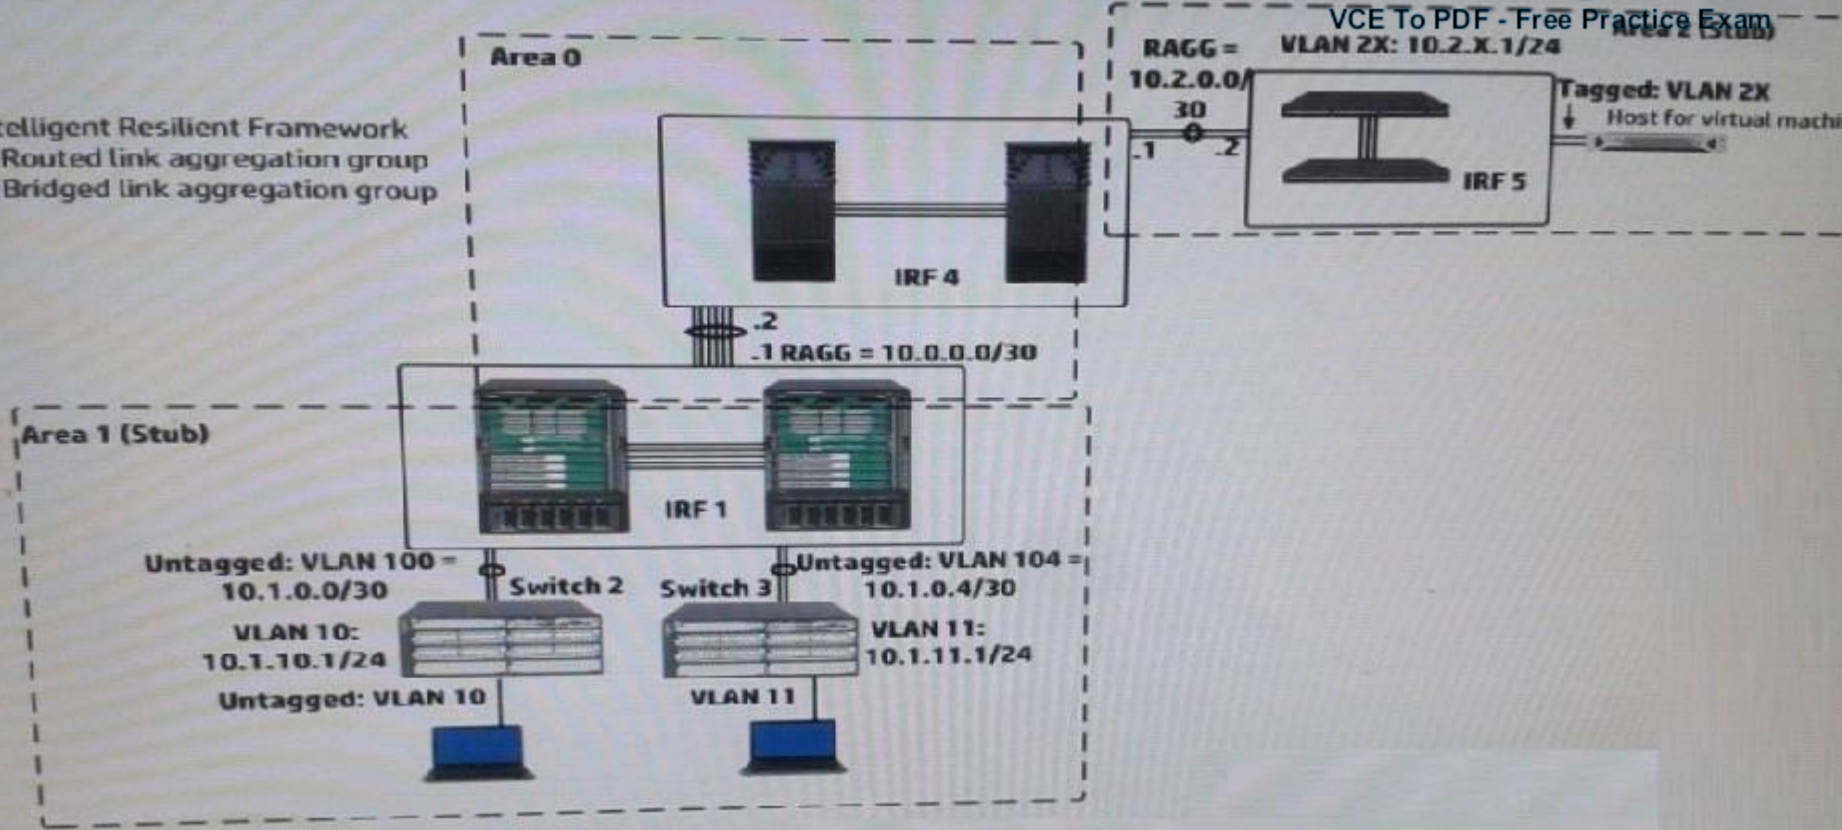 VCE To PDF - Free Practice Exam
Area 2 (Stub)
Area 0
RAGG =
10.2.0.0/
30
VLAN 2X: 10.2.X.1/24
Tagged: VLAN 2X
Host for virtual machi
.1
.2
IRF 5
telligent Resilient Framework
Routed link aggregation group
Bridged link aggregation group
IRF 4
.2
.1 RAGG = 10.0.0.0/30
Area 1 (Stub)
IRF 1
Untagged: VLAN 100 =
10.1.0.0/30
Switch 2
Switch 3
Untagged: VLAN 104 =
10.1.0.4/30
VLAN 10:
10.1.10.1/24
VLAN 11:
10.1.11.1/24
Untagged: VLAN 10
VLAN 11